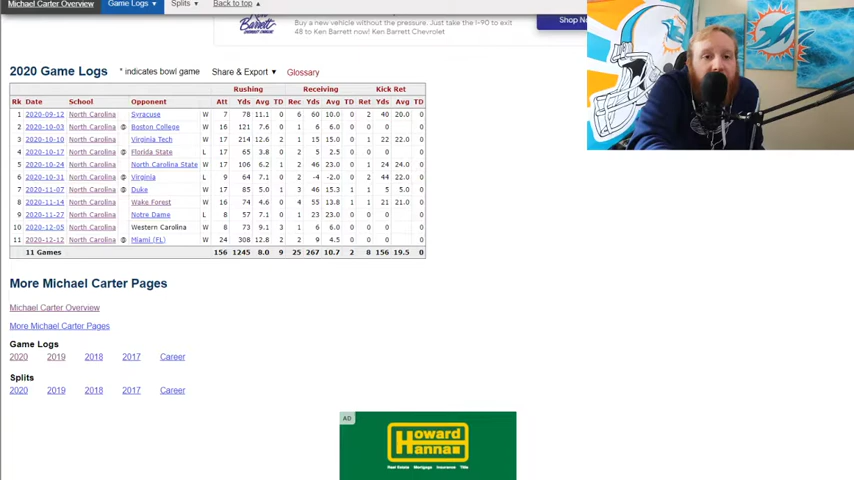 Michael Carter Overview Game Logs ▼ Splits ▼ Back to top ▲
Barrett
Buy a new vehicle without the pressure. Just take the I-90 to exit
48 to Ken Barrett now! Ken Barrett Chevrolet
Shop No
2020 Game Logs * indicates bowl game Share & Export ▼ Glossary
Rushing Receiving Kick Ret
Rk Date School Opponent Att Yds Avg TD Rec Yds Avg TD Ret Yds Avg TD
1 2020-09-12 North Carolina Syracuse W 7 78 11.1 0 6 60 10.0 0 2 40 20.0 0
2 2020-10-03 North Carolina @ Boston College W 16 121 7.6 0 1 6 6.0 0 0 0 0
3 2020-10-10 North Carolina Virginia Tech W 17 214 12.6 2 1 15 15.0 0 1 22 22.0 0
4 2020-10-17 North Carolina @ Florida State L 17 65 3.8 0 2 5 2.5 0 0 0 0
5 2020-10-24 North Carolina North Carolina State W 17 106 6.2 1 2 46 23.0 0 1 24 24.0 0
6 2020-10-31 North Carolina @ Virginia L 9 64 7.1 0 2 -4 -2.0 0 2 44 22.0 0
7 2020-11-07 North Carolina @ Duke W 17 85 5.0 1 3 46 15.3 1 1 5 5.0 0
8 2020-11-14 North Carolina Wake Forest W 16 74 4.6 0 4 55 13.8 1 1 21 21.0 0
9 2020-11-27 North Carolina Notre Dame L 8 57 7.1 0 1 23 23.0 0 0 0 0
10 2020-12-05 North Carolina Western Carolina W 8 73 9.1 3 1 6 6.0 0 0 0 0
11 2020-12-12 North Carolina @ Miami (FL) W 24 308 12.8 2 2 9 4.5 0 0 0 0
11 Games 156 1245 8.0 9 25 267 10.7 2 8 156 19.5 0
More Michael Carter Pages
Michael Carter Overview
More Michael Carter Pages
Game Logs
2020 2019 2018 2017 Career
Splits
2020 2019 2018 2017 Career
AD
Howard
Hanna
Real Estate Mortgage Insurance Title